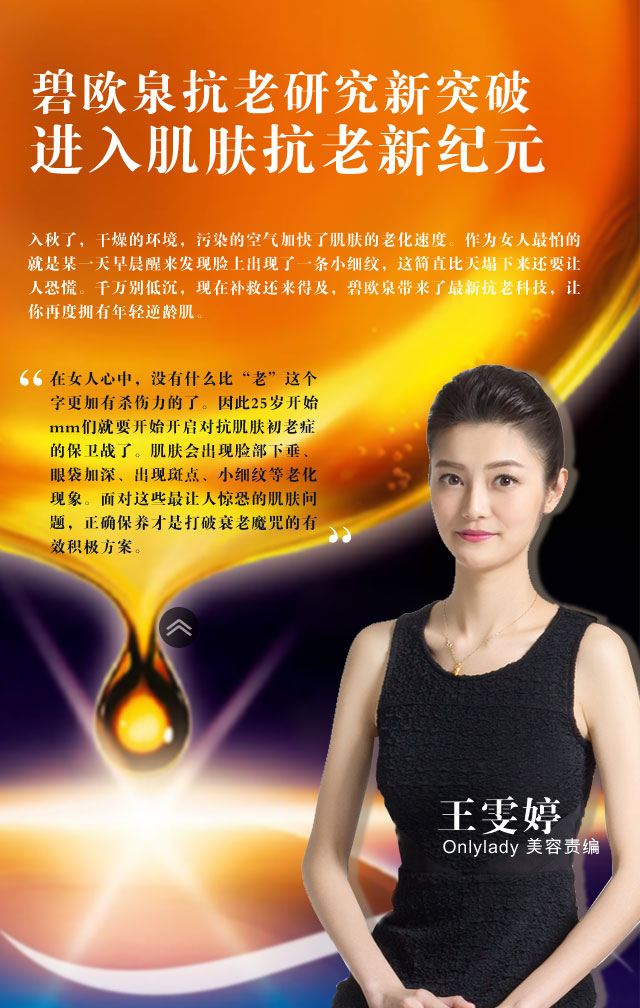 碧欧泉抗老研究新突破
进入肌肤抗老新纪元
入秋了，干燥的环境，污染的空气加快了肌肤的老化速度。作为女人最怕的
就是某一天早晨醒来发现脸上出现了一条小细纹，这简直比天塌下来还要让
人恐慌。千万别低沉，现在补救还来得及，碧欧泉带来了最新抗老科技，让
你再度拥有年轻逆龄肌。
“在女人心中，没有什么比“老”这个
字更加有杀伤力的了。因此25岁开始
mm们就要开始开启对抗肌肤初老症
的保卫战了。肌肤会出现脸部下垂、
眼袋加深、出现斑点、小细纹等老化
现象。面对这些最让人惊恐的肌肤问
题，正确保养才是打破衰老魔咒的有
效积极方案。”
王雯婷
Onlylady 美容责编